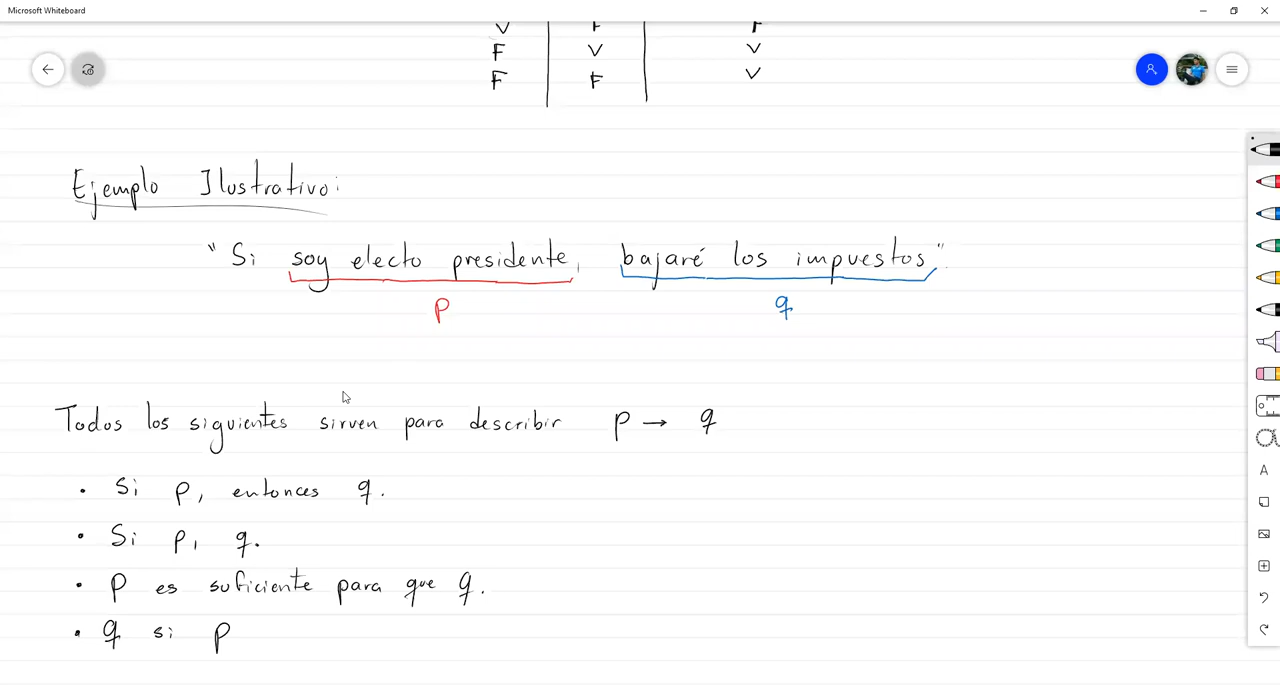 Microsoft Whiteboard
V F F
F V V
F F V
Ejemplo Ilustrativo:
"Si soy electo presidente, bajaré los impuestos".
p q
Todos los siguientes sirven para describir p → q
• Si p, entonces q.
• Si p, q.
• p es suficiente para que q.
• q si p
A